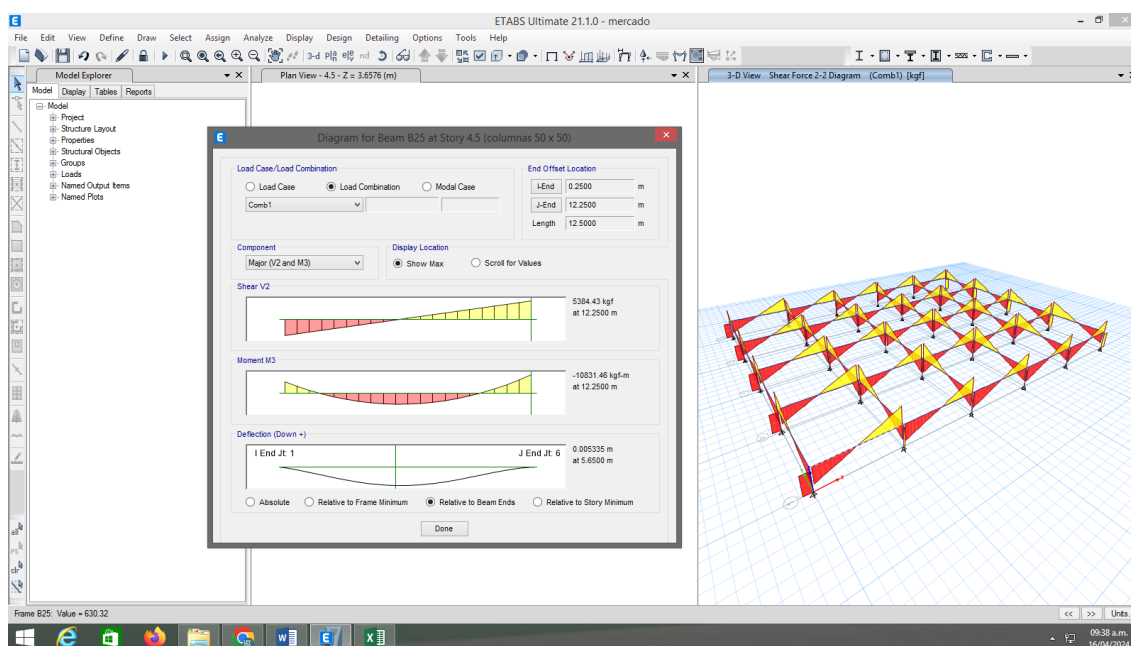 ETABS Ultimate 21.1.0 - mercado
File Edit View Define Draw Select Assign Analyze Display Design Detailing Options Tools Help
3-d
nd
Model Explorer
Plan View - 4.5 - Z = 3.6576 (m)
3-D View Shear Force 2-2 Diagram (Comb1) [kgf]
Model Display Tables Reports
Model
Project
Structure Layout
Properties
Structural Objects
Groups
Loads
Named Output Items
Named Plots
all
clr
Diagram for Beam B25 at Story 4.5 (columnas 50 x 50)
Load Case/Load Combination
Load Case Load Combination Modal Case
Comb1
End Offset Location
I-End 0.2500 m
J-End 12.2500 m
Length 12.5000 m
Component
Major (V2 and M3)
Display Location
Show Max Scroll for Values
Shear V2
5384.43 kgf
at 12.2500 m
Moment M3
-10831.46 kgf-m
at 12.2500 m
Deflection (Down +)
I End Jt: 1 J End Jt: 6
0.005335 m
at 5.6500 m
Absolute Relative to Frame Minimum Relative to Beam Ends Relative to Story Minimum
Done
Frame B25: Value = 630.32
<< >> Units.
09:38 a.m.
16/04/2024